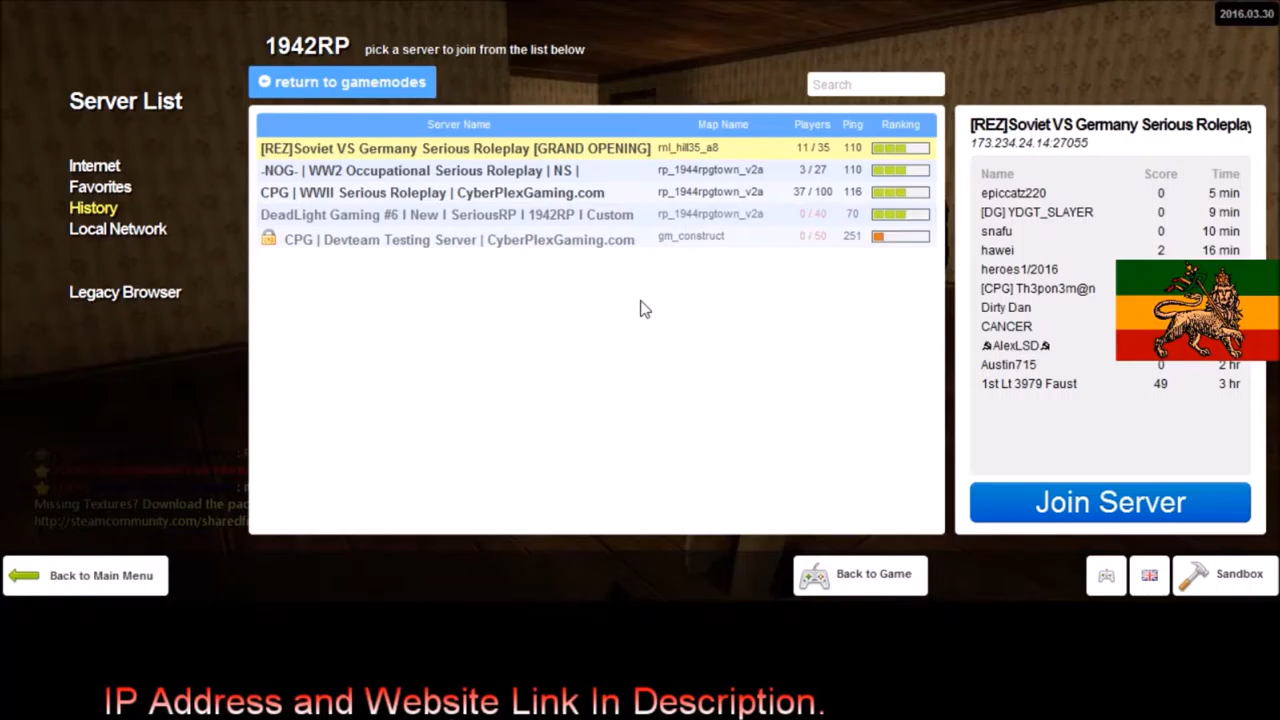 2016.03.30
1942RP pick a server to join from the list below
return to gamemodes
Search
Server List
Internet
Favorites
History
Local Network
Legacy Browser
Server Name Map Name Players Ping Ranking
[REZ]Soviet VS Germany Serious Roleplay [GRAND OPENING] rnl_hill35_a8 11 / 35 110
-NOG- | WW2 Occupational Serious Roleplay | NS | rp_1944rpgtown_v2a 3 / 27 110
CPG | WWII Serious Roleplay | CyberPlexGaming.com rp_1944rpgtown_v2a 37 / 100 116
DeadLight Gaming #6 I New I SeriousRP I 1942RP I Custom rp_1944rpgtown_v2a 0 / 40 70
CPG | Devteam Testing Server | CyberPlexGaming.com gm_construct 0 / 50 251
[REZ]Soviet VS Germany Serious Roleplay
173.234.24.14:27055
Name Score Time
epiccatz220 0 5 min
[DG] YDGT_SLAYER 0 9 min
snafu 0 10 min
hawei 2 16 min
heroes1/2016
[CPG] Th3pon3m@n
Dirty Dan
CANCER
☭AlexLSD☭
Austin715 0 2 hr
1st Lt 3979 Faust 49 3 hr
Join Server
Missing Textures? Download the pac
http://steamcommunity.com/sharedfi
Back to Main Menu
Back to Game
Sandbox
IP Address and Website Link In Description.